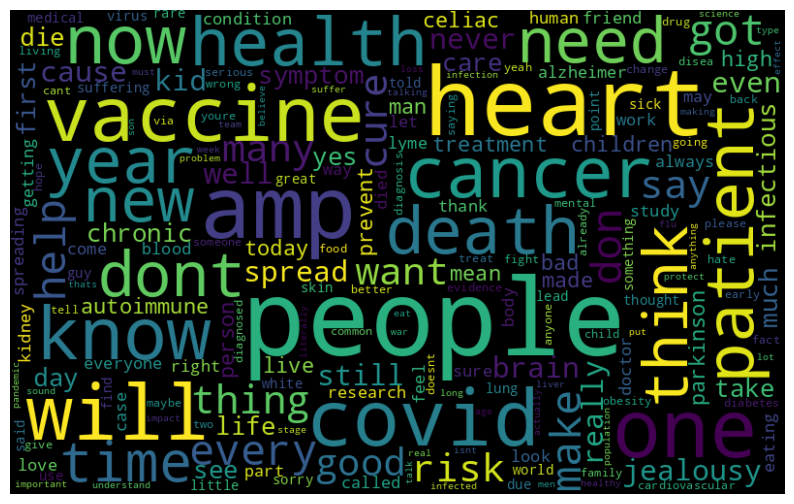 medical virus rare condition celiac human friend drug science
die now health need got type
living cause kid symptom never care alzheimer change high disea must effect
cant suffering serious wrong told talking loss yeah infection sick may even back making
first vaccine youre suffer cure man let heart saying point work
son via team believe
getting year many yes lyme treatment children always
problem week well way died diagnosis cancer say infectious
hope new great prevent thank mental study please
spreading help chronic someone amp death already something flu anything patient
come blood today food treat fight don hate
guy thats dont skin better spread want mean evidence bad made think protect
tell autoimmune body lead thought early much
kidney know person diagnosed people eat war common anyone child put parkinson fact
everyone literally brain doctor lot
day right live still feel doesnt sure really take
pandemic sound find white research lung liver obesity diabetes
will thing covid long make population eating
said maybe case impact two life age actually look
give time every stage called good real risk isnt world family jealousy
love use see part sorry talk due men healthy cardiovascular
important understand little infected one